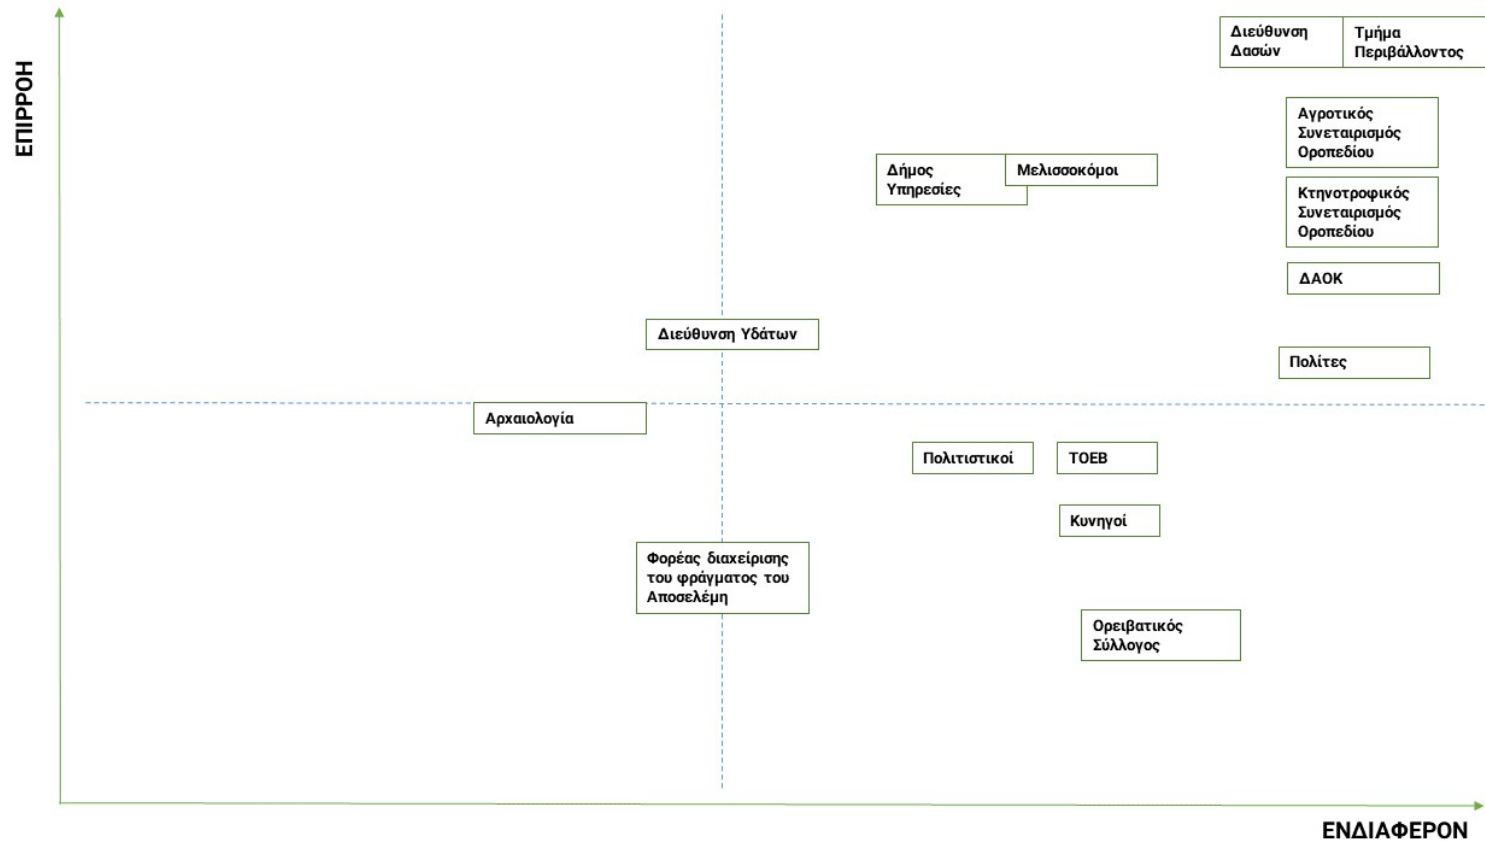 ΕΠΙΡΡΟΗ
Διεύθυνση
Δασών
Τμήμα
Περιβάλλοντος
Αγροτικός
Συνεταιρισμός
Οροπεδίου
Δήμος
Υπηρεσίες
Μελισσοκόμοι
Κτηνοτροφικός
Συνεταιρισμός
Οροπεδίου
ΔΑΟΚ
Διεύθυνση Υδάτων
Πολίτες
Αρχαιολογία
Πολιτιστικοί
ΤΟΕΒ
Κυνηγοί
Φορέας διαχείρισης
του φράγματος του
Αποσελέμη
Ορειβατικός
Σύλλογος
ΕΝΔΙΑΦΕΡΟΝ